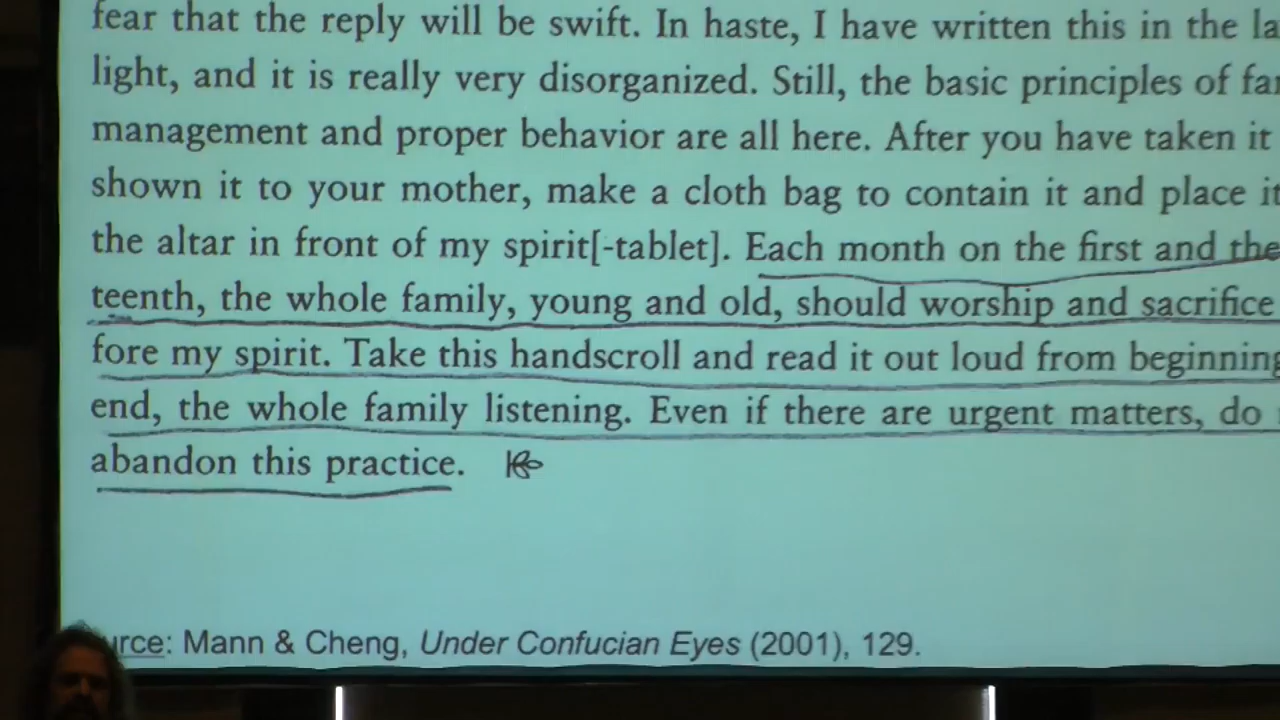 fear that the reply will be swift. In haste, I have written this in the
light, and it is really very disorganized. Still, the basic principles of
management and proper behavior are all here. After you have taken it
shown it to your mother, make a cloth bag to contain it and place
the altar in front of my spirit[-tablet]. Each month on the first and the
teenth, the whole family, young and old, should worship and sacrifice
fore my spirit. Take this handscroll and read it out loud from beginning
end, the whole family listening. Even if there are urgent matters, do
abandon this practice.
urce: Mann & Cheng, Under Confucian Eyes (2001), 129.